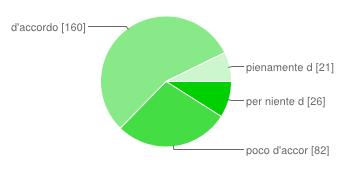 d'accordo [160]
pienamente d [21]
per niente d [26]
poco d'accor [82]